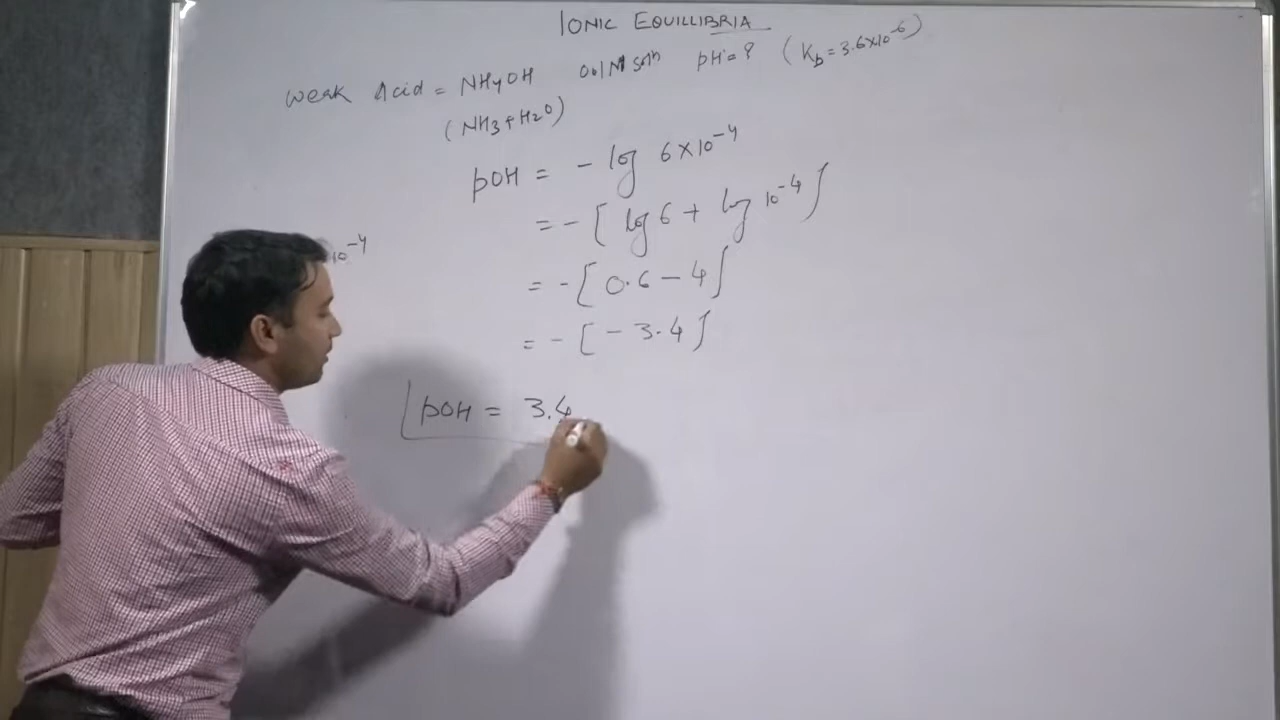 IONIC EQUILLIBRIA
Weak Acid = NH4OH 0.1N soln pH = ? (Kb = 3.6×10⁻⁶)
(NH3 + H2O)
pOH = - log 6×10⁻⁴
= - [log 6 + log 10⁻⁴]
10⁻⁴
= - [0.6 - 4]
= - [- 3.4]
pOH = 3.4